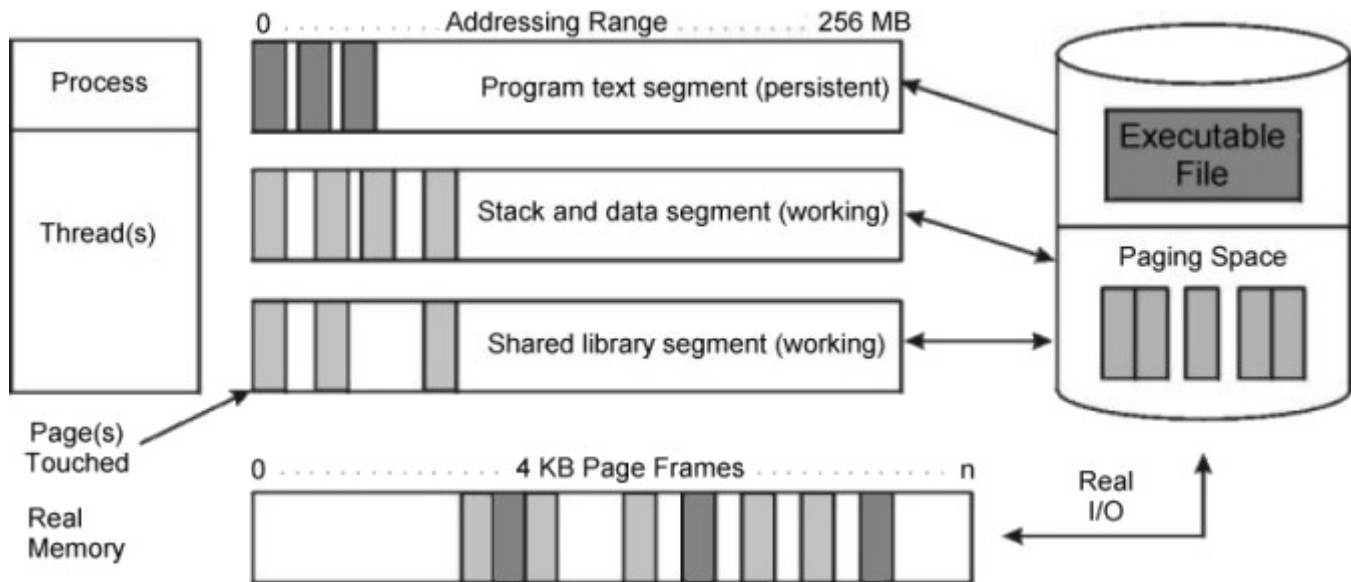 0 . . . . . . . Addressing Range . . . . . . . . . 256 MB
Process
Program text segment (persistent)
Executable
File
Thread(s)
Stack and data segment (working)
Paging Space
Shared library segment (working)
Page(s)
Touched
0 . . . . . . . . . . . . . . . 4 KB Page Frames . . . . . . . . . . . . . . . n
Real
Memory
Real
I/O